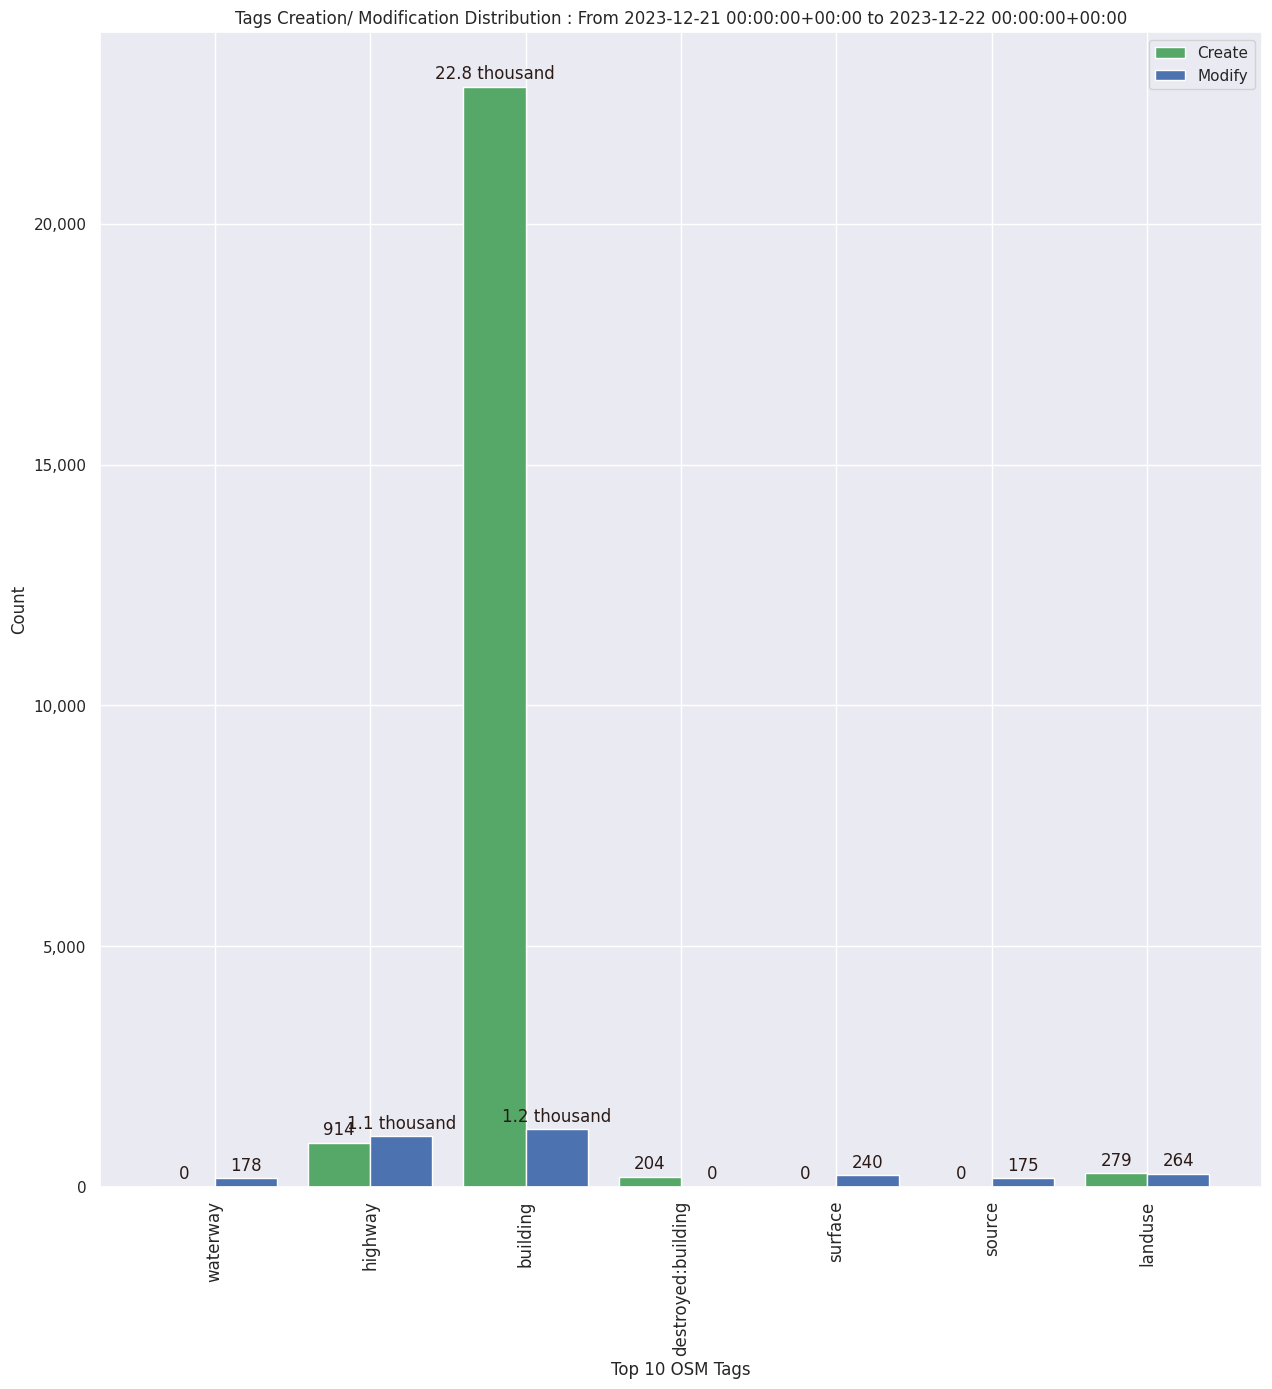 Tags Creation/ Modification Distribution : From 2023-12-21 00:00:00+00:00 to 2023-12-22 00:00:00+00:00
Create
Modify
22.8 thousand
20,000
15,000
10,000
5,000
0
Count
0
178
914
1.1 thousand
1.2 thousand
204
0
0
240
0
175
279
264
waterway
highway
building
destroyed:building
surface
source
landuse
Top 10 OSM Tags